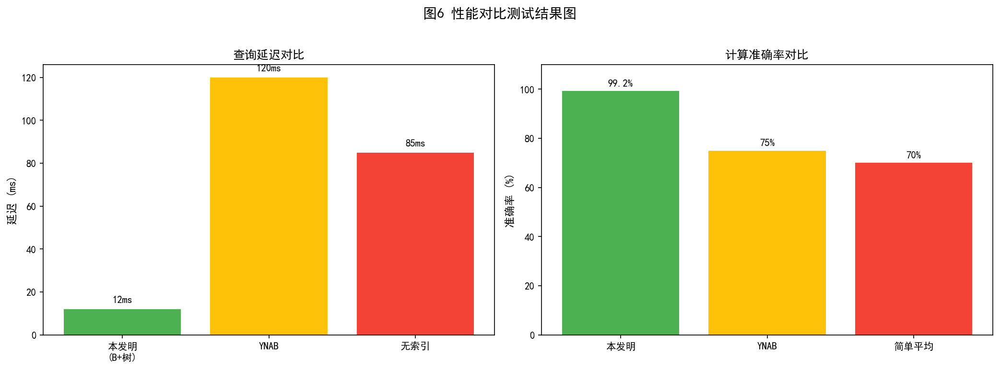 图6 性能对比测试结果图
查询延迟对比
延迟 (ms)
120
100
80
60
40
20
0
12ms
120ms
85ms
本发明
(B+树)
YNAB
无索引
计算准确率对比
准确率 (%)
100
80
60
40
20
0
99.2%
75%
70%
本发明
YNAB
简单平均